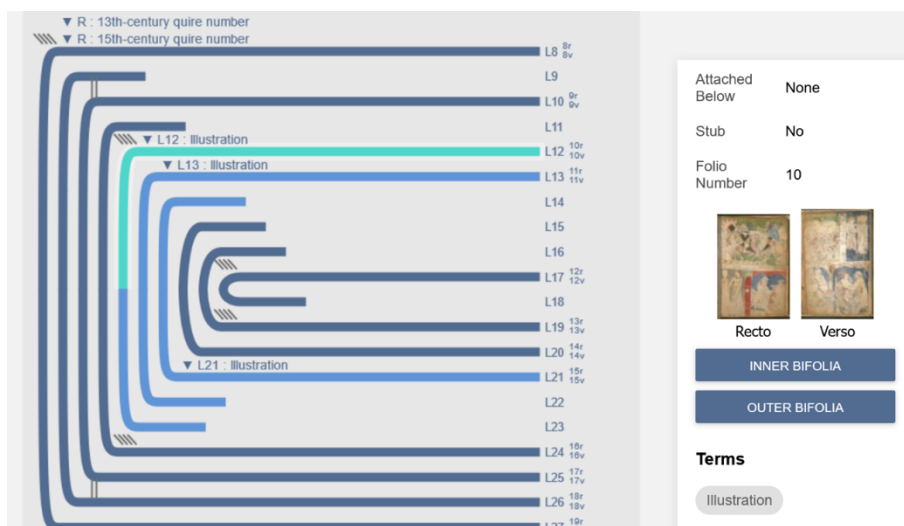 ▼ R : 13th-century quire number
▼ R : 15th-century quire number
L8 8r 8v
L9
L10 9r 9v
L11
▼ L12 : Illustration
L12 10r 10v
▼ L13 : Illustration
L13 11r 11v
L14
L15
L16
L17 12r 12v
L18
L19 13r 13v
L20 14r 14v
▼ L21 : Illustration
L21 15r 15v
L22
L23
L24 16r 16v
L25 17r 17v
L26 18r 18v
L27 19r
Attached
Below
None
Stub
No
Folio
Number
10
Recto
Verso
INNER BIFOLIA
OUTER BIFOLIA
Terms
Illustration